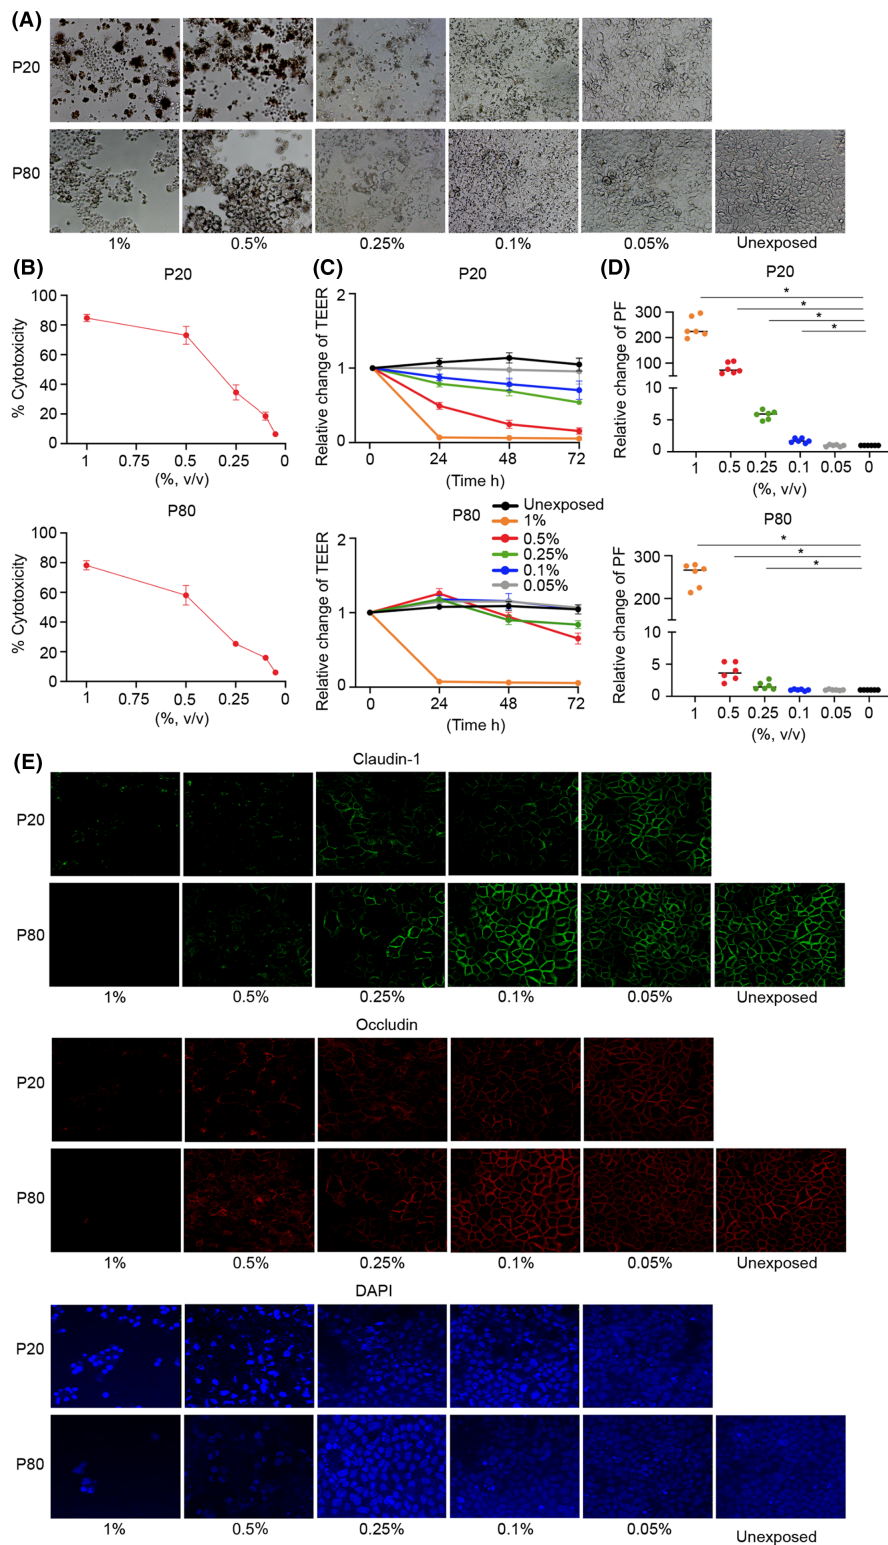 (A)
P20
P80
1% 0.5% 0.25% 0.1% 0.05% Unexposed
(B)
P20
% Cytotoxicity
100
80
60
40
20
0
1 0.75 0.5 0.25 0
(%, v/v)
P80
% Cytotoxicity
100
80
60
40
20
0
1 0.75 0.5 0.25 0
(%, v/v)
(C)
P20
Relative change of TEER
2
1
0
0 24 48 72
(Time h)
P80
Unexposed
1%
0.5%
0.25%
0.1%
0.05%
Relative change of TEER
2
1
0
0 24 48 72
(Time h)
(D)
P20
Relative change of PF
300
200
100
10
5
0
* 
*
*
*
1 0.5 0.25 0.1 0.05 0
(%, v/v)
P80
Relative change of PF
300
200
10
5
0
*
*
*
1 0.5 0.25 0.1 0.05 0
(%, v/v)
(E)
Claudin-1
P20
P80
1% 0.5% 0.25% 0.1% 0.05% Unexposed
Occludin
P20
P80
1% 0.5% 0.25% 0.1% 0.05% Unexposed
DAPI
P20
P80
1% 0.5% 0.25% 0.1% 0.05% Unexposed